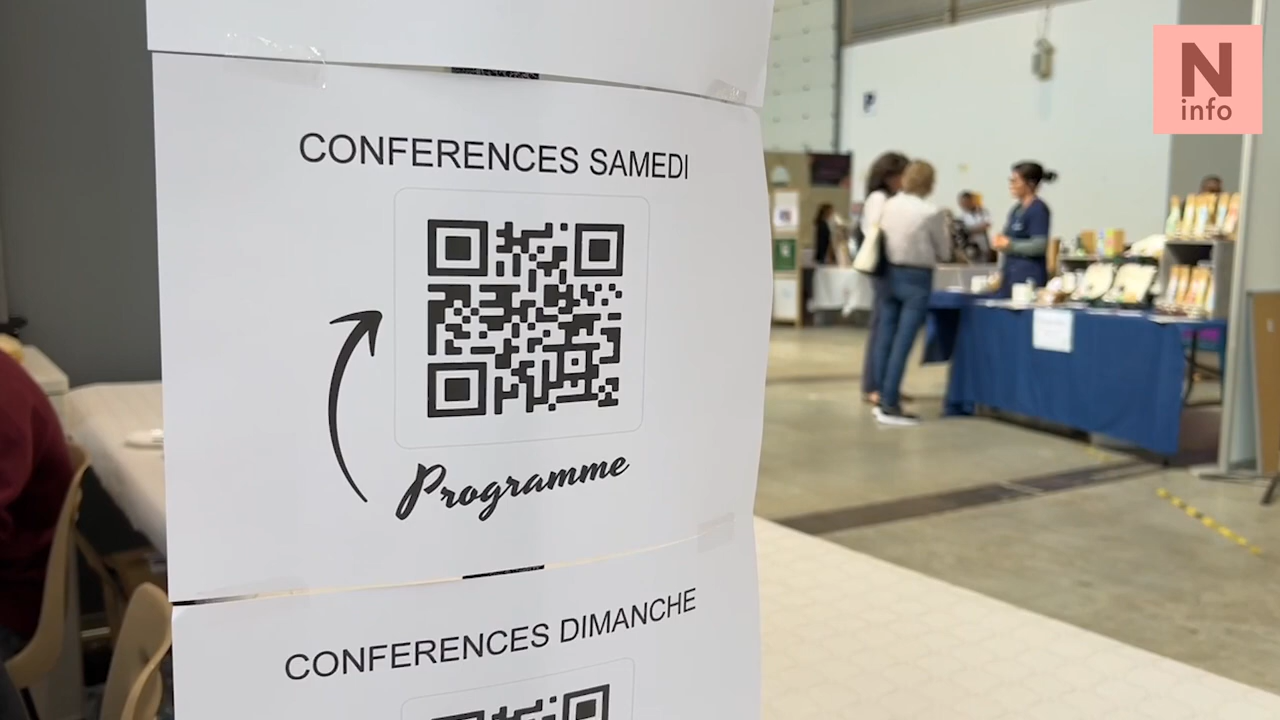 N
info
CONFERENCES SAMEDI
Programme
CONFERENCES DIMANCHE